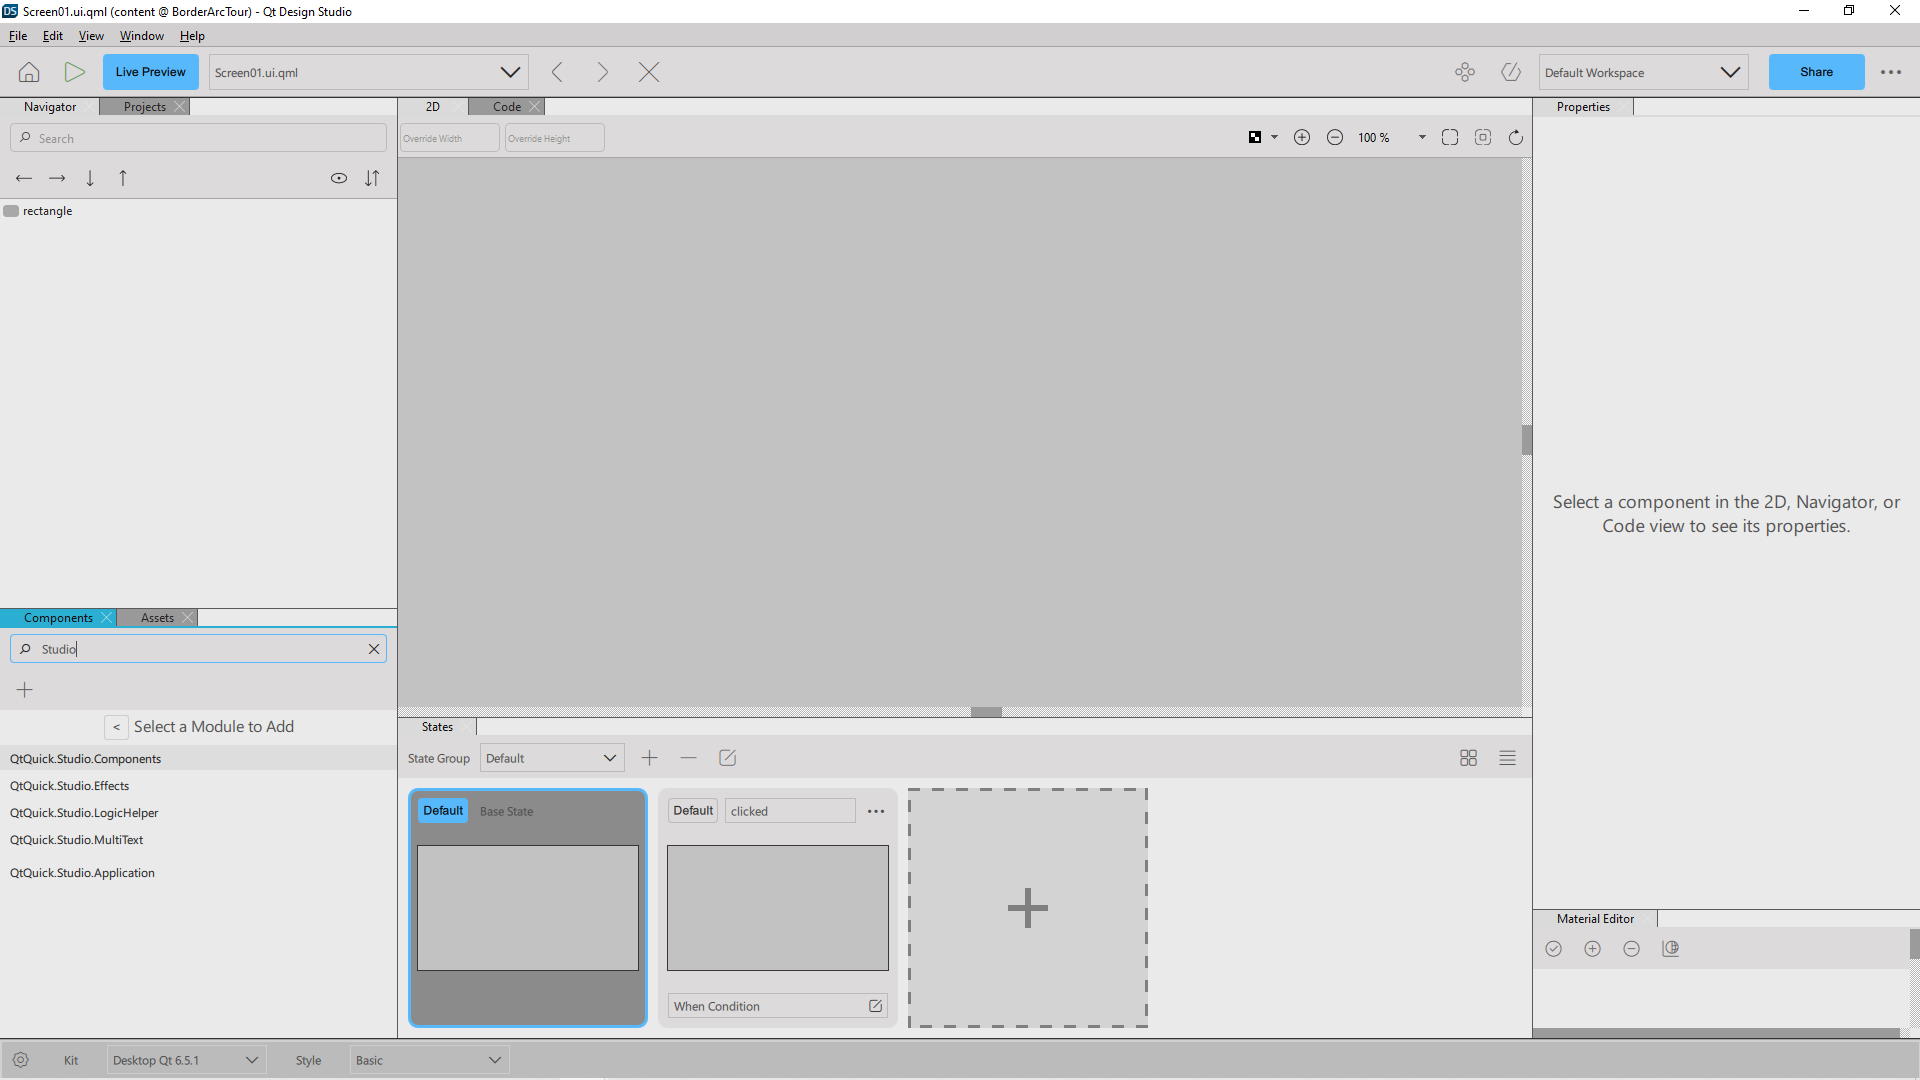 DS Screen01.ui.qml (content @ BorderArcTour) - Qt Design Studio
File Edit View Window Help
Live Preview Screen01.ui.qml Default Workspace Share
Navigator Projects 2D Code Properties
Search Override Width Override Height 100 %
rectangle
Select a component in the 2D, Navigator, or
Code view to see its properties.
Components Assets
Studio
< Select a Module to Add
QtQuick.Studio.Components
QtQuick.Studio.Effects
QtQuick.Studio.LogicHelper
QtQuick.Studio.MultiText
QtQuick.Studio.Application
States
State Group Default
Default Base State Default clicked
When Condition
Material Editor
Kit Desktop Qt 6.5.1 Style Basic